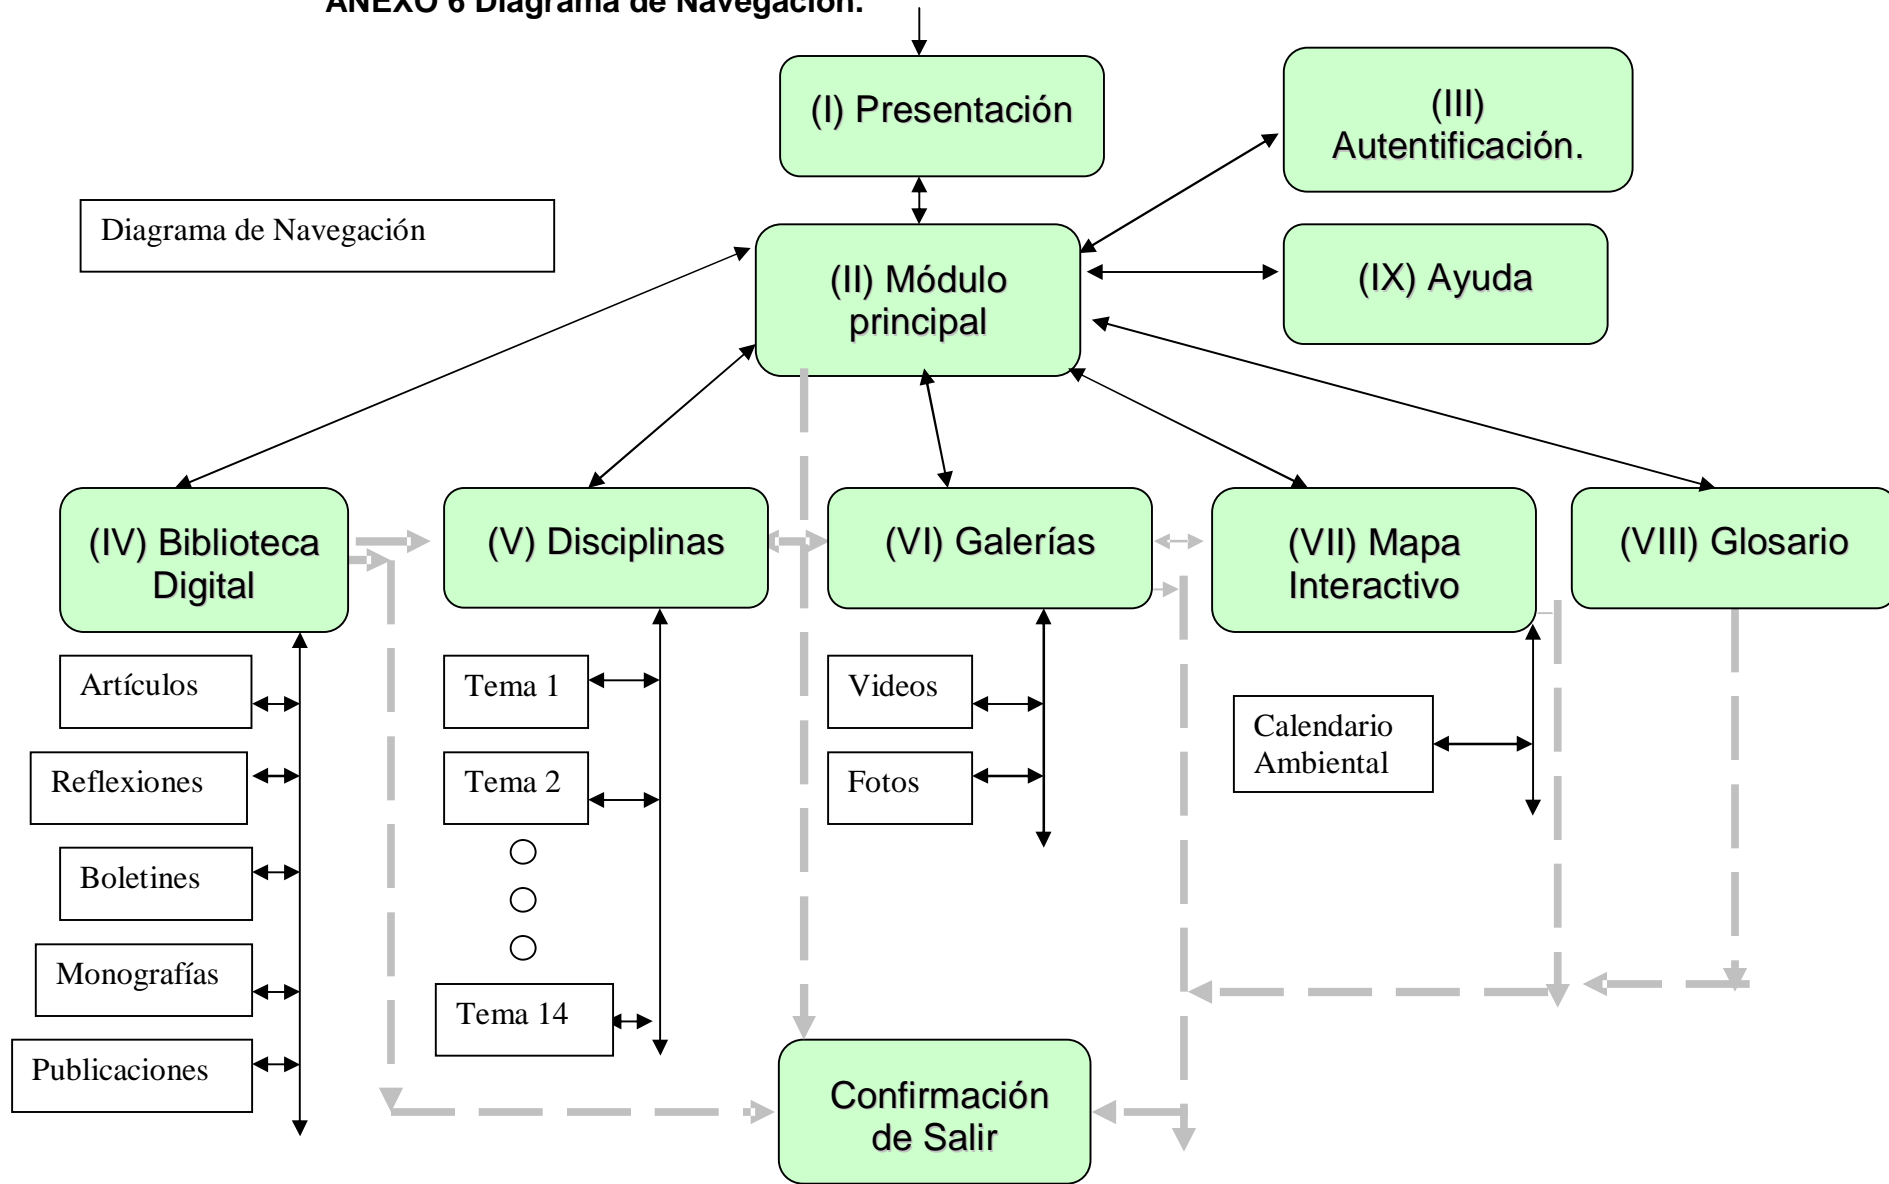 ANEXO 6 Diagrama de Navegación.
(I) Presentación
(III)
Autentificación.
Diagrama de Navegación
(II) Módulo
principal
(IX) Ayuda
(IV) Biblioteca
Digital
(V) Disciplinas
(VI) Galerías
(VII) Mapa
Interactivo
(VIII) Glosario
Artículos
Reflexiones
Boletines
Monografías
Publicaciones
Tema 1
Tema 2
Tema 14
Videos
Fotos
Calendario
Ambiental
Confirmación
de Salir